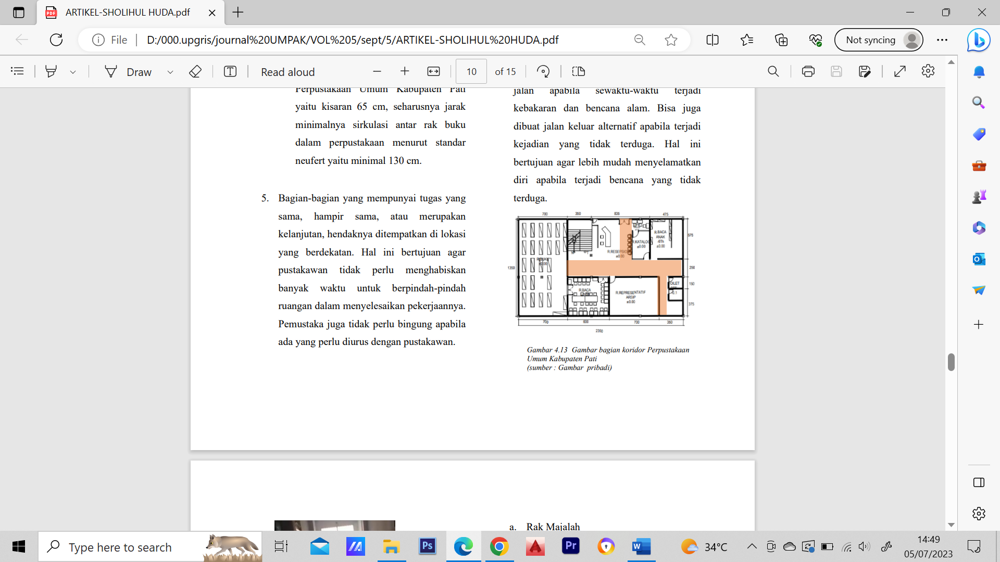 ARTIKEL-SHOLIHUL HUDA.pdf
File
D:/000.upgris/journal%20UMPAK/VOL%205/sept/5/ARTIKEL-SHOLIHUL%20HUDA.pdf
Not syncing
Draw
Read aloud
10
of 15
Perpustakaan Umum Kabupaten Pati
yaitu kisaran 65 cm, seharusnya jarak
minimalnya sirkulasi antar rak buku
dalam perpustakaan menurut standar
neufert yaitu minimal 130 cm.
5. Bagian-bagian yang mempunyai tugas yang
sama, hampir sama, atau merupakan
kelanjutan, hendaknya ditempatkan di lokasi
yang berdekatan. Hal ini bertujuan agar
pustakawan tidak perlu menghabiskan
banyak waktu untuk berpindah-pindah
ruangan dalam menyelesaikan pekerjaannya.
Pemustaka juga tidak perlu bingung apabila
ada yang perlu diurus dengan pustakawan.
jalan apabila sewaktu-waktu terjadi
kebakaran dan bencana alam. Bisa juga
dibuat jalan keluar alternatif apabila terjadi
kejadian yang tidak terduga. Hal ini
bertujuan agar lebih mudah menyelamatkan
diri apabila terjadi bencana yang tidak
terduga.
700 350 835 475
R.BACA
ANAK
-6Th
±0.00
R.KATALOG
±0.00
R.RESEPSIO
±0.00
575
1350
250
150
375
R.BACA
R.REPRESENTATIF
ARSIP
±0.00
700 600 700 350
2350
Gambar 4.13 Gambar bagian koridor Perpustakaan
Umum Kabupaten Pati
(sumber : Gambar pribadi)
a. Rak Majalah
Type here to search
Ps
Pr
W
34°C
14:49
05/07/2023